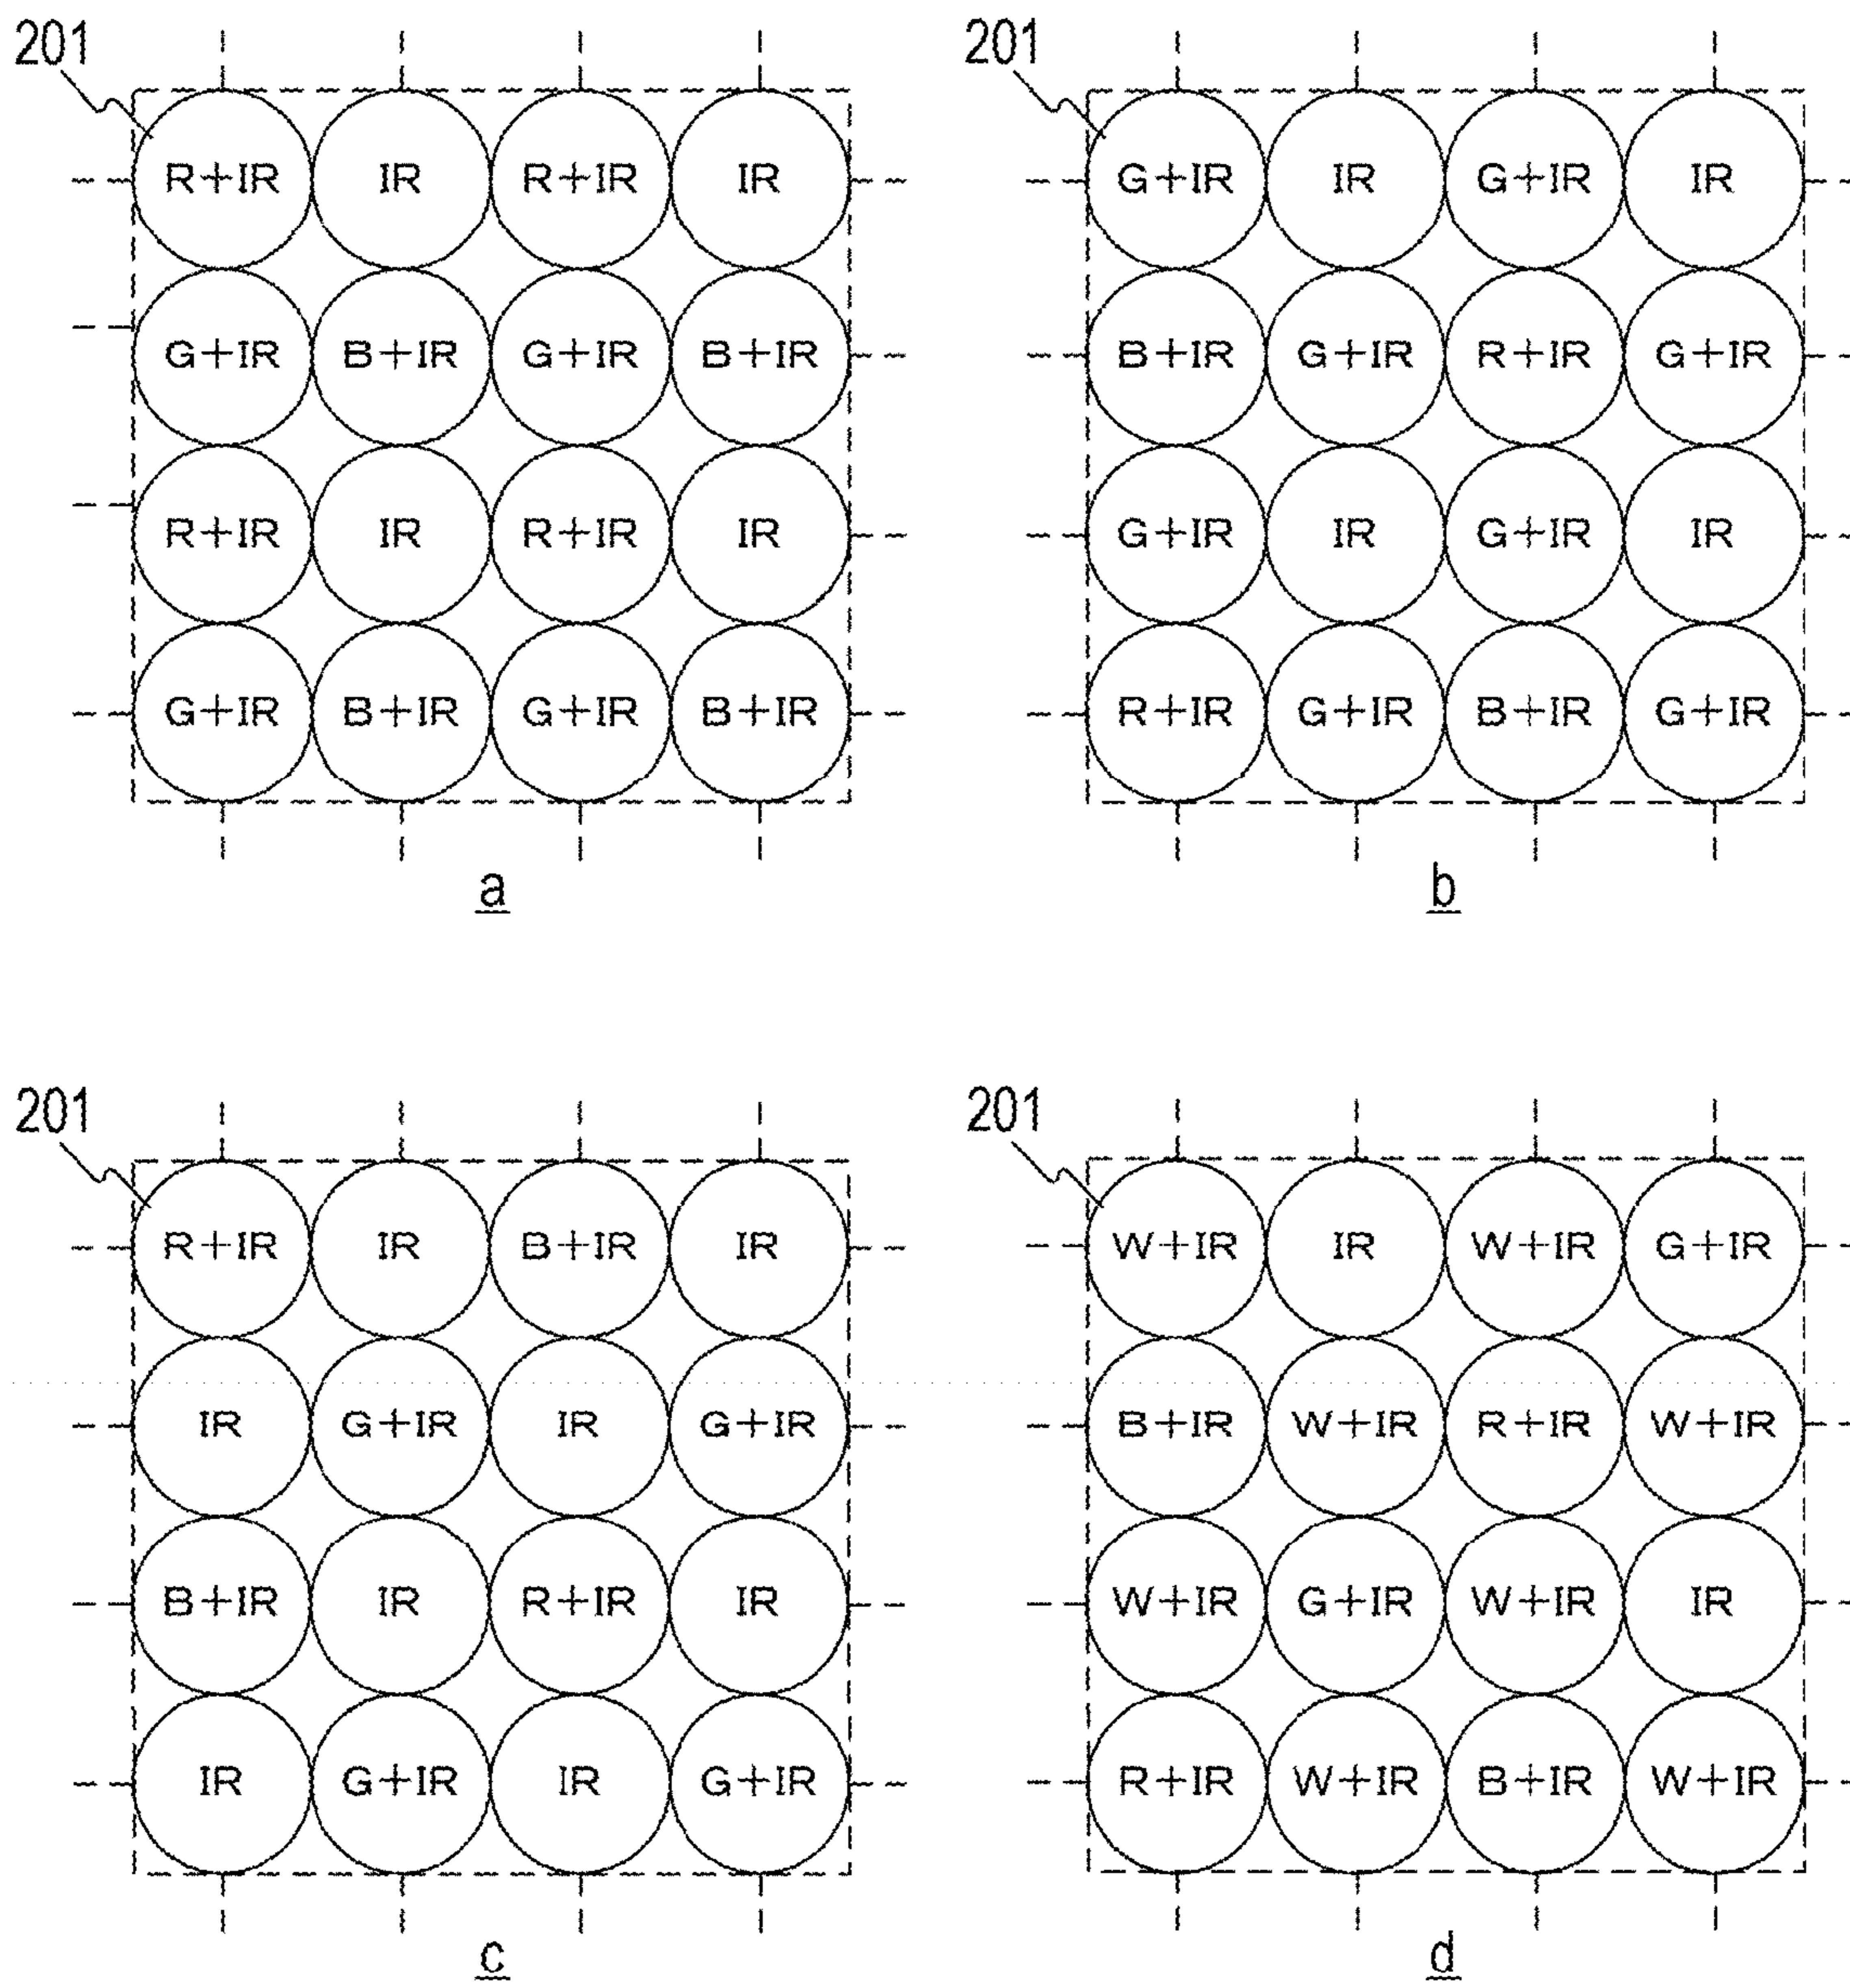 201
R+IR IR R+IR IR
G+IR B+IR G+IR B+IR
R+IR IR R+IR IR
G+IR B+IR G+IR B+IR
a
201
G+IR IR G+IR IR
B+IR G+IR R+IR G+IR
G+IR IR G+IR IR
R+IR G+IR B+IR G+IR
b
201
R+IR IR B+IR IR
IR G+IR IR G+IR
B+IR IR R+IR IR
IR G+IR IR G+IR
c
201
W+IR IR W+IR G+IR
B+IR W+IR R+IR W+IR
W+IR G+IR W+IR IR
R+IR W+IR B+IR W+IR
d